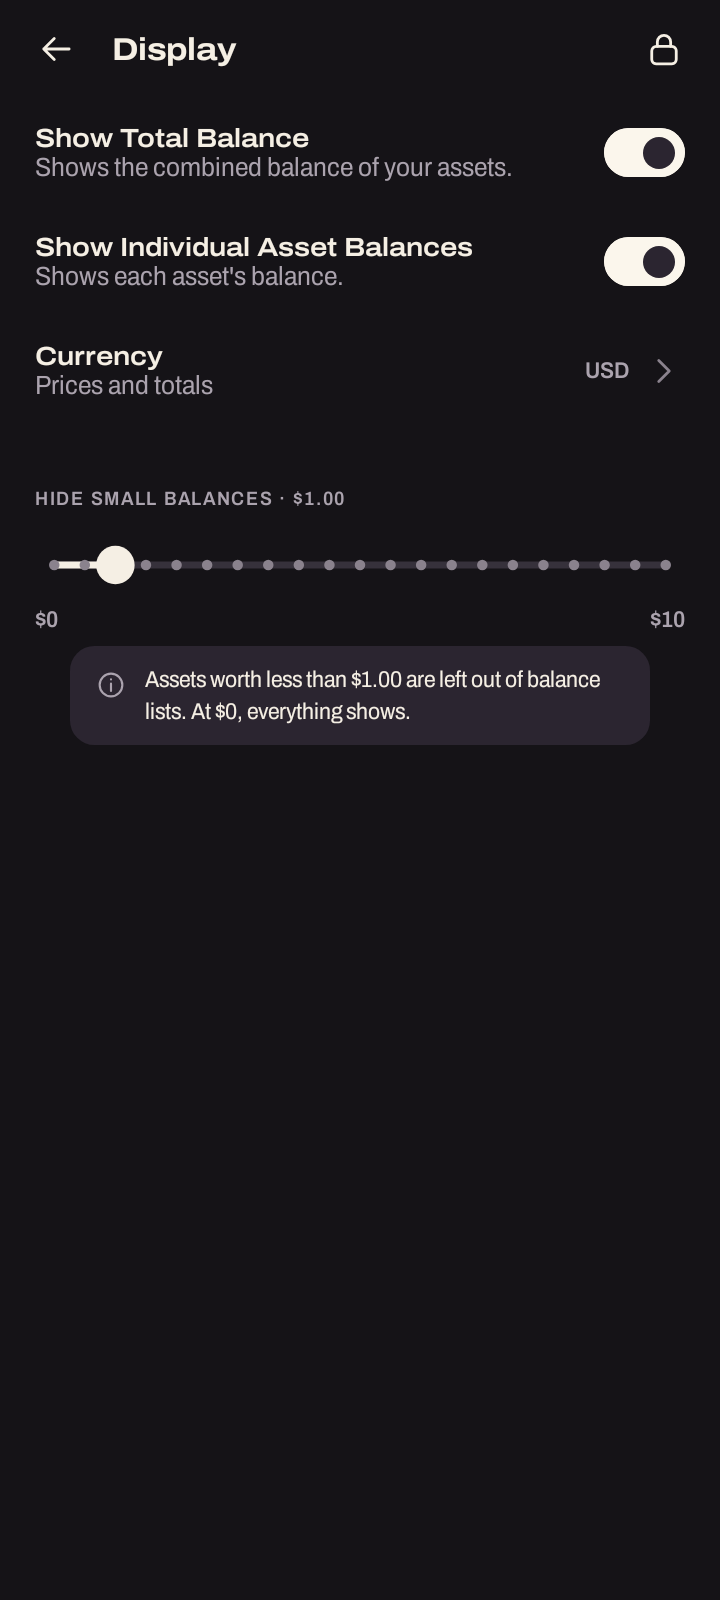 Display
Show Total Balance
Shows the combined balance of your assets.
Show Individual Asset Balances
Shows each asset's balance.
Currency
Prices and totals
USD
HIDE SMALL BALANCES · $1.00
$0
$10
Assets worth less than $1.00 are left out of balance
lists. At $0, everything shows.